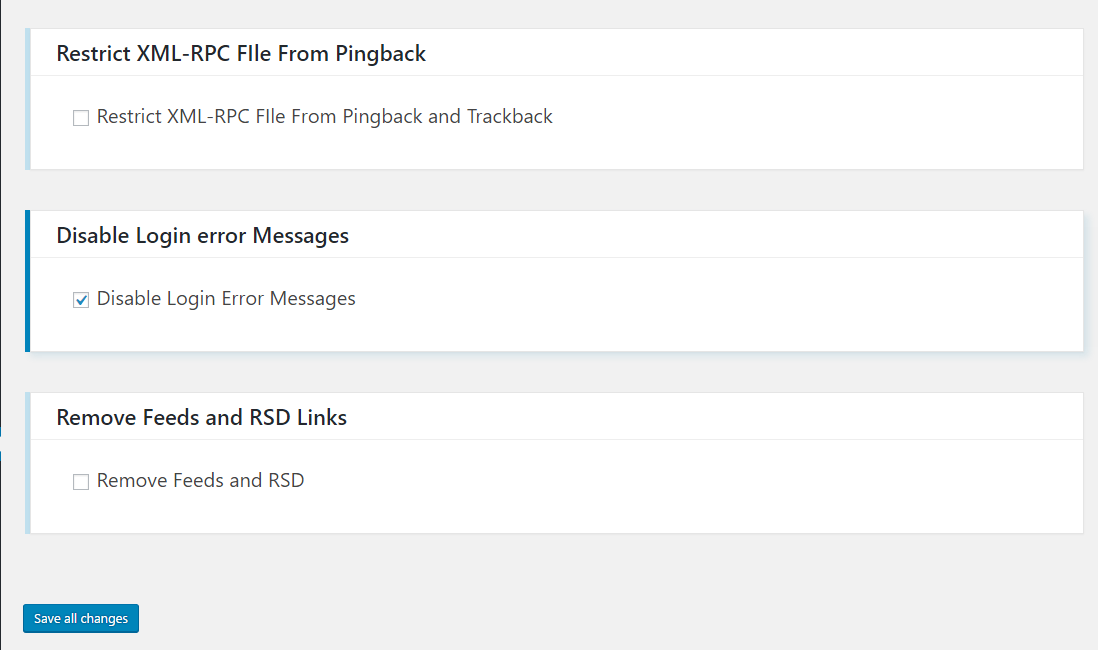 Restrict XML-RPC FIle From Pingback
Restrict XML-RPC FIle From Pingback and Trackback
Disable Login error Messages
Disable Login Error Messages
Remove Feeds and RSD Links
Remove Feeds and RSD
Save all changes